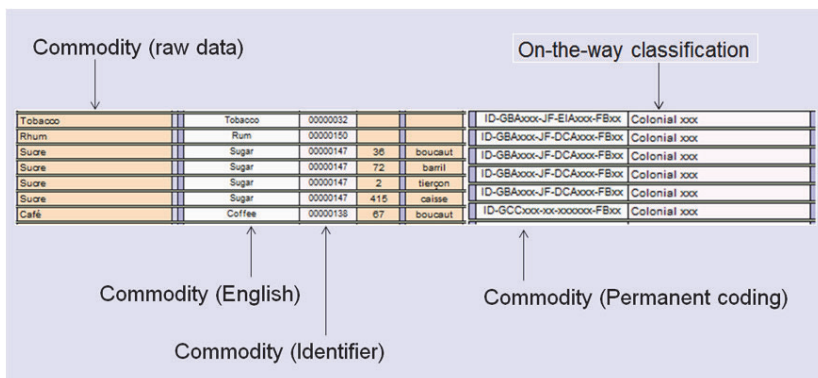 Commodity (raw data)
On-the-way classification
Tobacco Tobacco 00000032 ID-GBAxxx-JF-EIAxxx-FBxx Colonial xxx
Rhum Rum 00000150 ID-GBAxxx-JF-DCAxxx-FBxx Colonial xxx
Sucre Sugar 00000147 36 boucaut ID-GBAxxx-JF-DCAxxx-FBxx Colonial xxx
Sucre Sugar 00000147 72 barril ID-GBAxxx-JF-DCAxxx-FBxx Colonial xxx
Sucre Sugar 00000147 2 tierçon ID-GBAxxx-JF-DCAxxx-FBxx Colonial xxx
Sucre Sugar 00000147 415 caisse
Café Coffee 00000138 67 boucaut ID-GCCxxx-xx-xxxxxx-FBxx Colonial xxx
Commodity (English)
Commodity (Permanent coding)
Commodity (Identifier)